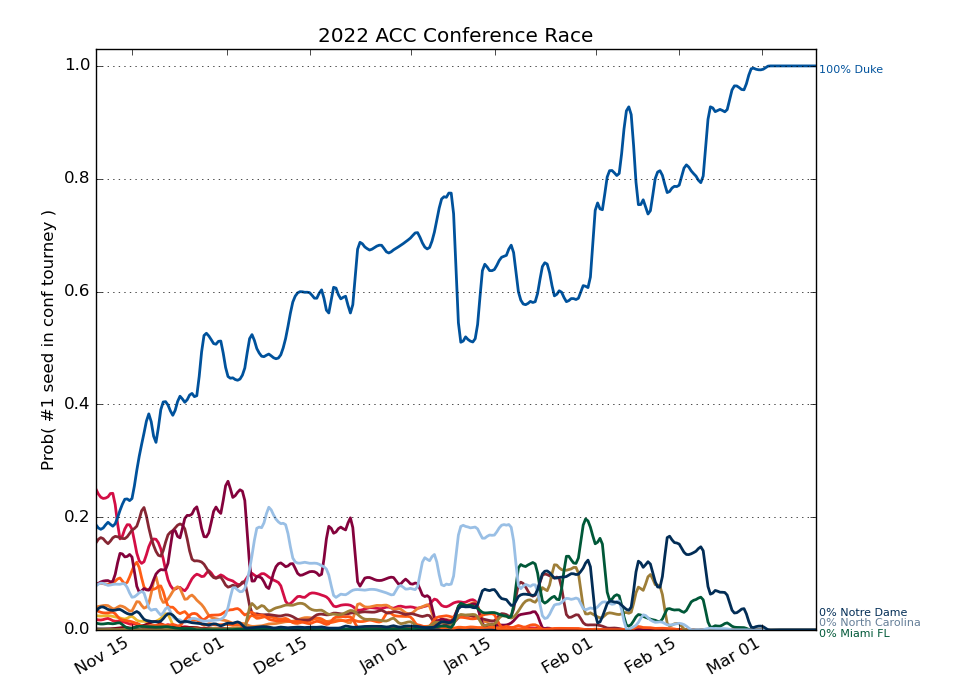 2022 ACC Conference Race
Prob( #1 seed in conf tourney )
1.0
0.8
0.6
0.4
0.2
0.0
Nov 15
Dec 01
Dec 15
Jan 01
Jan 15
Feb 01
Feb 15
Mar 01
100% Duke
0% Notre Dame
0% North Carolina
0% Miami FL